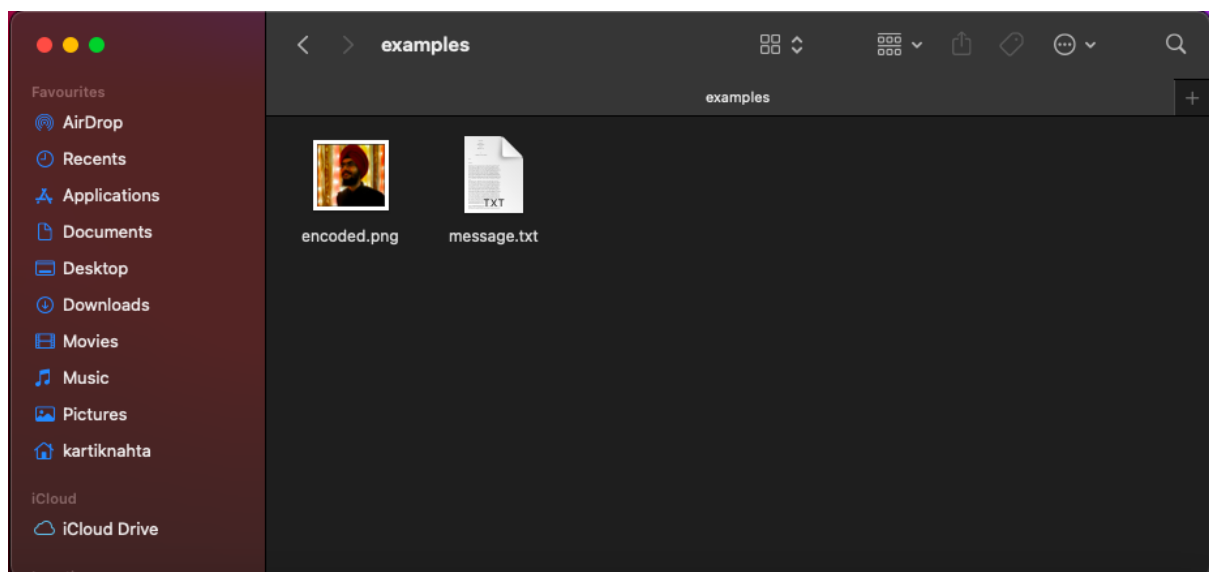 examples
examples
Favourites
AirDrop
Recents
Applications
Documents
Desktop
Downloads
Movies
Music
Pictures
kartiknahta
iCloud
iCloud Drive
TXT
encoded.png
message.txt